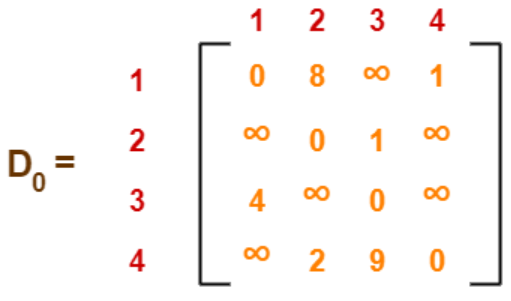 1 2 3 4
1 0 8 ∞ 1
2 ∞ 0 1 ∞
D₀ =
3 4 ∞ 0 ∞
4 ∞ 2 9 0